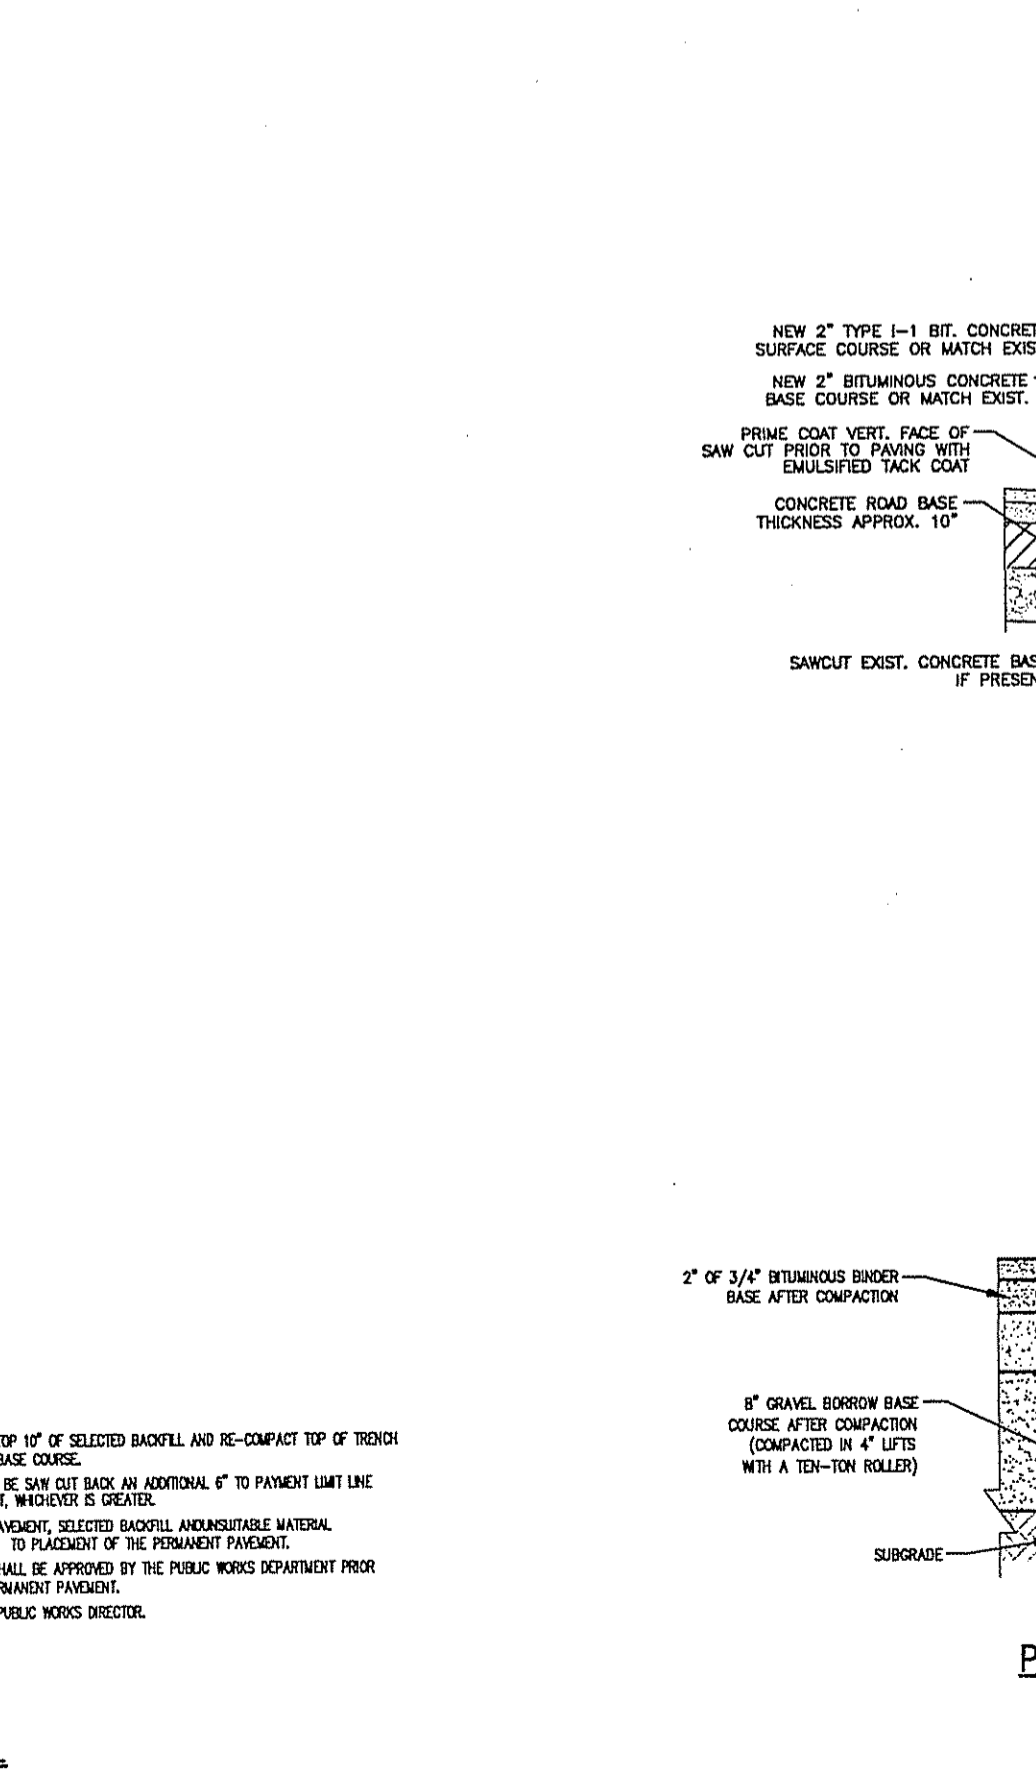 NEW 2" TYPE I-1 BIT. CONCRET
SURFACE COURSE OR MATCH EXIS
NEW 2" BITUMINOUS CONCRETE
BASE COURSE OR MATCH EXIST.
PRIME COAT VERT. FACE OF
SAW CUT PRIOR TO PAVING WITH
EMULSIFIED TACK COAT
CONCRETE ROAD BASE
THICKNESS APPROX. 10"
SAWCUT EXIST. CONCRETE BAS
IF PRESEN
2" OF 3/4" BITUMINOUS BINDER
BASE AFTER COMPACTION
8" GRAVEL BORROW BASE
COURSE AFTER COMPACTION
(COMPACTED IN 4" LIFTS
WITH A TEN-TON ROLLER)
SUBGRADE
P
OP 10" OF SELECTED BACKFILL AND RE-COMPACT TOP OF TRENCH
BASE COURSE.
BE SAW CUT BACK AN ADDITIONAL 6" TO PAYMENT LIMIT LINE
T, WHICHEVER IS GREATER.
AVEMENT, SELECTED BACKFILL ANDUNSUITABLE MATERIAL
TO PLACEMENT OF THE PERMANENT PAVEMENT.
HALL BE APPROVED BY THE PUBLIC WORKS DEPARTMENT PRIOR
RMANENT PAVEMENT.
PUBLIC WORKS DIRECTOR.